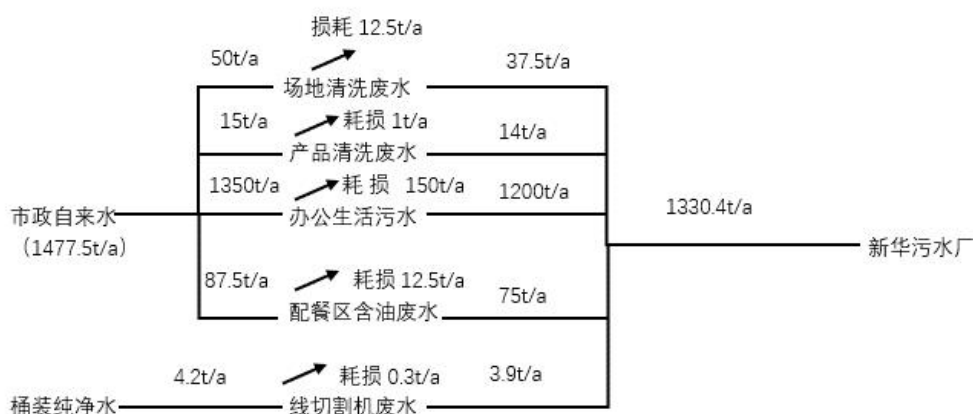 损耗 12.5t/a
50t/a
37.5t/a
场地清洗废水
15t/a
耗损 1t/a
14t/a
产品清洗废水
1350t/a
耗 损 150t/a
1200t/a
市政自来水
办公生活污水
1330.4t/a
（1477.5t/a）
新华污水厂
87.5t/a
耗损 12.5t/a
75t/a
配餐区含油废水
4.2t/a
耗损 0.3t/a
3.9t/a
桶装纯净水
线切割机废水